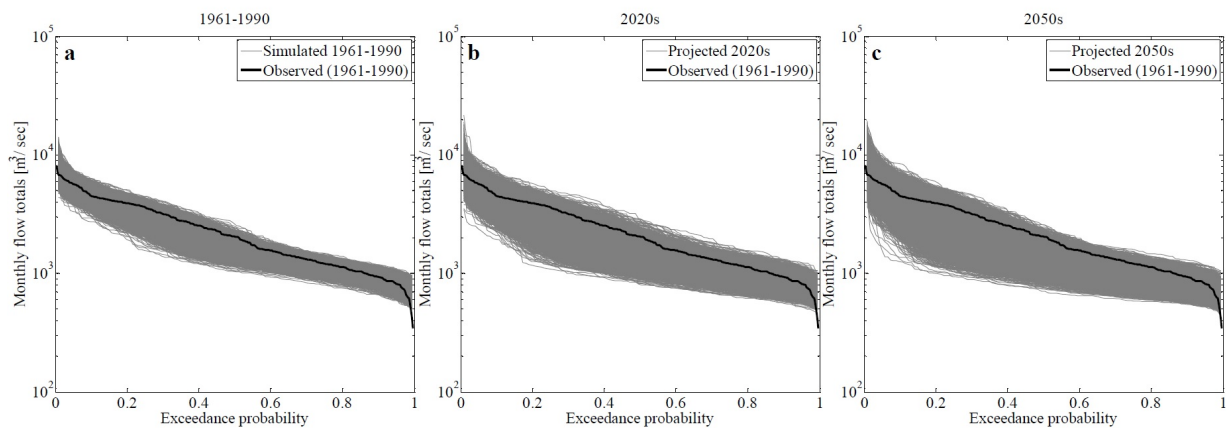 1961-1990
10^5
10^4
10^3
10^2
Monthly flow totals [m^3/ sec]
a
Simulated 1961-1990
Observed (1961-1990)
0
0.2
0.4
0.6
0.8
1
Exceedance probability
2020s
10^5
10^4
10^3
10^2
Monthly flow totals [m^3/ sec]
b
Projected 2020s
Observed (1961-1990)
0
0.2
0.4
0.6
0.8
1
Exceedance probability
2050s
10^5
10^4
10^3
10^2
Monthly flow totals [m^3/ sec]
c
Projected 2050s
Observed (1961-1990)
0
0.2
0.4
0.6
0.8
1
Exceedance probability